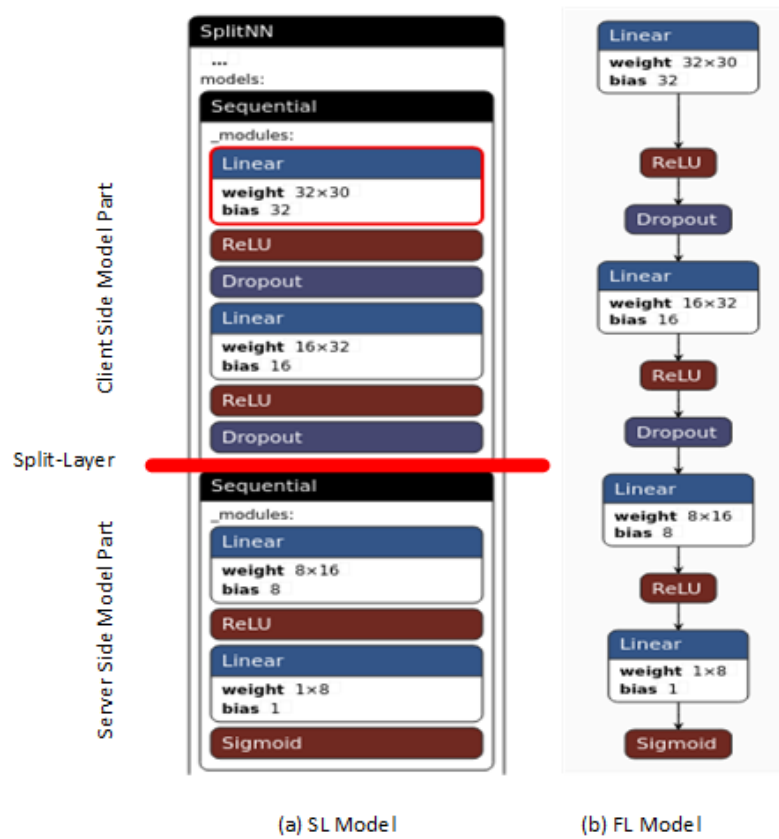 SplitNN
...
models:
Sequential
_modules:
Linear
weight 32×30
bias 32
ReLU
Dropout
Linear
weight 16×32
bias 16
ReLU
Dropout
Sequential
_modules:
Linear
weight 8×16
bias 8
ReLU
Linear
weight 1×8
bias 1
Sigmoid
Client Side Model Part
Split-Layer
Server Side Model Part
(a) SL Model
Linear
weight 32×30
bias 32
ReLU
Dropout
Linear
weight 16×32
bias 16
ReLU
Dropout
Linear
weight 8×16
bias 8
ReLU
Linear
weight 1×8
bias 1
Sigmoid
(b) FL Model